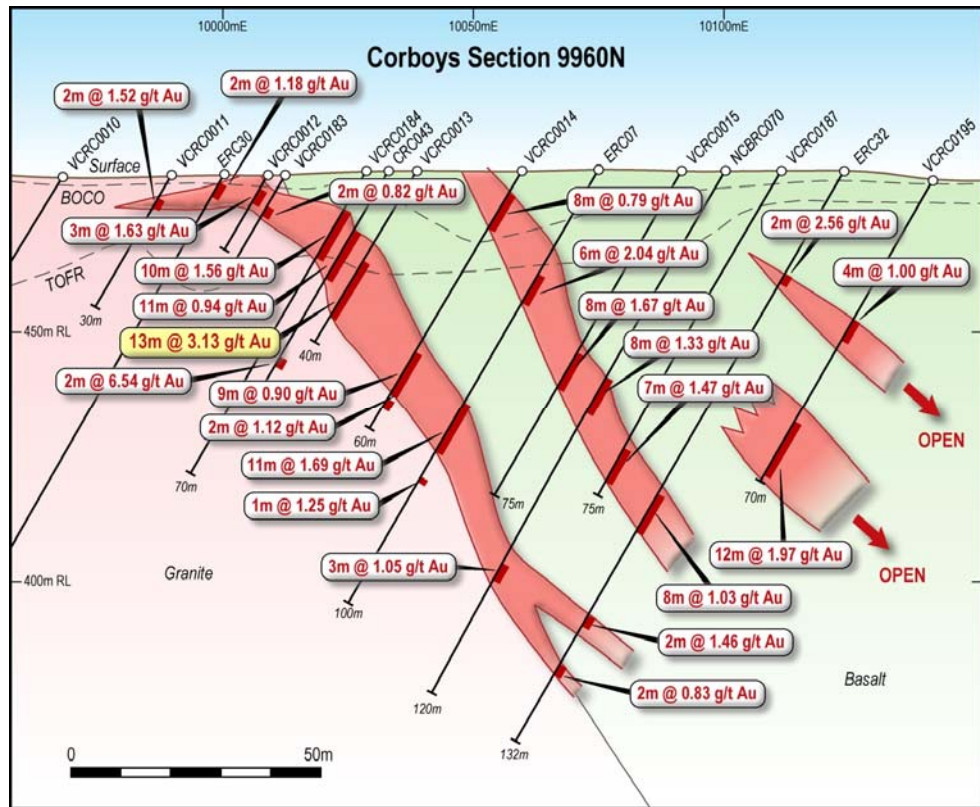 10000mE
10050mE
10100mE
Corboys Section 9960N
2m @ 1.52 g/t Au
2m @ 1.18 g/t Au
VCRC0010
VCRC0011
ERC30
VCRC0012
VCRC0183
VCRC0184
CRC043
VCRC0013
VCRC0014
ERC07
VCRC0015
NCBRC070
VCRC0187
ERC32
VCRC0195
Surface
BOCO
2m @ 0.82 g/t Au
8m @ 0.79 g/t Au
2m @ 2.56 g/t Au
3m @ 1.63 g/t Au
6m @ 2.04 g/t Au
4m @ 1.00 g/t Au
TOFR
10m @ 1.56 g/t Au
11m @ 0.94 g/t Au
8m @ 1.67 g/t Au
30m
450m RL
450m RL
13m @ 3.13 g/t Au
40m
8m @ 1.33 g/t Au
2m @ 6.54 g/t Au
7m @ 1.47 g/t Au
9m @ 0.90 g/t Au
2m @ 1.12 g/t Au
60m
OPEN
11m @ 1.69 g/t Au
70m
75m
75m
70m
1m @ 1.25 g/t Au
12m @ 1.97 g/t Au
3m @ 1.05 g/t Au
Granite
400m RL
400m RL
OPEN
8m @ 1.03 g/t Au
100m
2m @ 1.46 g/t Au
Basalt
2m @ 0.83 g/t Au
120m
132m
0
50m